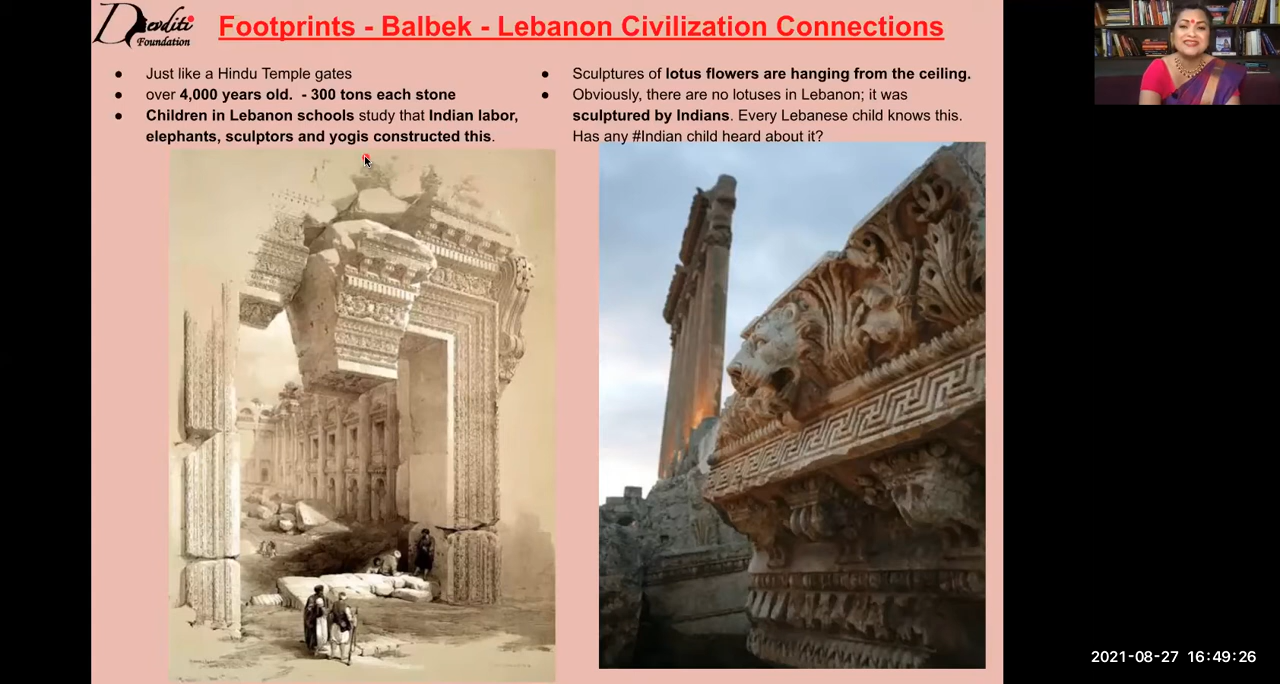 Devditi
Foundation
Footprints - Balbek - Lebanon Civilization Connections
● Just like a Hindu Temple gates
● over 4,000 years old. - 300 tons each stone
● Children in Lebanon schools study that Indian labor,
elephants, sculptors and yogis constructed this.
● Sculptures of lotus flowers are hanging from the ceiling.
● Obviously, there are no lotuses in Lebanon; it was
sculptured by Indians. Every Lebanese child knows this.
Has any #Indian child heard about it?
2021-08-27 16:49:26